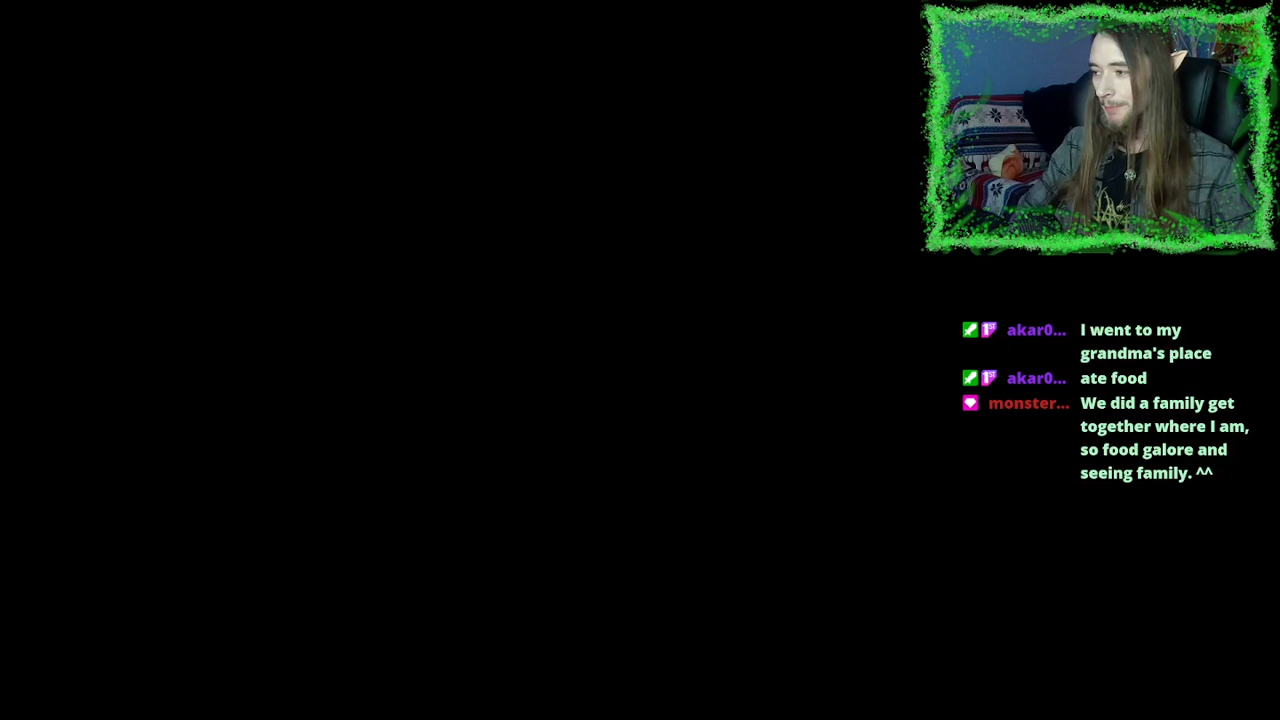 akar0... I went to my
grandma's place
akar0... ate food
monster... We did a family get
together where I am,
so food galore and
seeing family. ^^